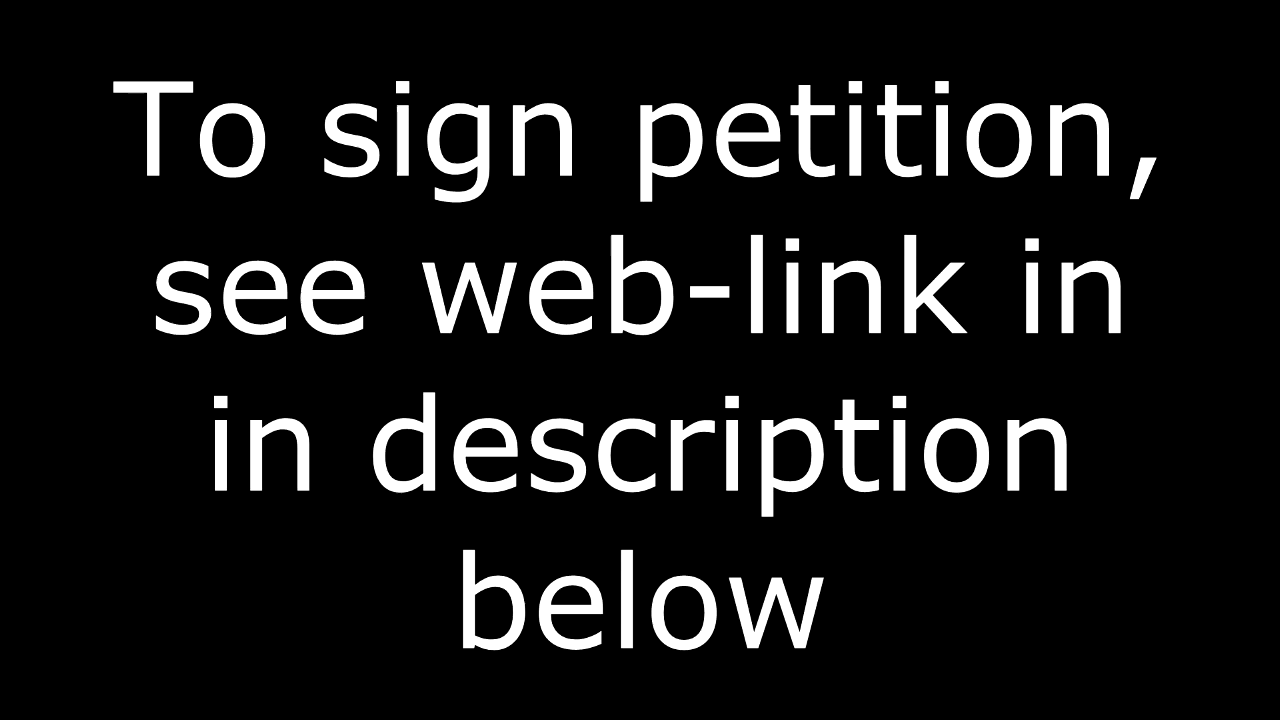 To sign petition,
see web-link in
in description
below